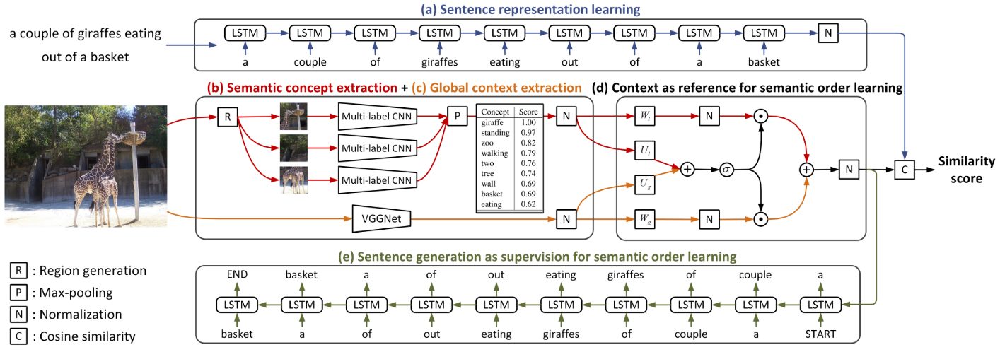 (a) Sentence representation learning
a couple of giraffes eating
out of a basket
LSTM LSTM LSTM LSTM LSTM LSTM LSTM LSTM LSTM N
a couple of giraffes eating out of a basket
(b) Semantic concept extraction + (c) Global context extraction
(d) Context as reference for semantic order learning
R
Multi-label CNN
Multi-label CNN
Multi-label CNN
P
Concept Score
giraffe 1.00
standing 0.97
zoo 0.82
walking 0.79
two 0.76
tree 0.74
wall 0.69
basket 0.69
eating 0.62
N
VGGNet
N
W_l N
U_l
+ σ
U_g
W_g N
+ N C
Similarity
score
(e) Sentence generation as supervision for semantic order learning
END basket a of out eating giraffes of couple a
LSTM LSTM LSTM LSTM LSTM LSTM LSTM LSTM LSTM LSTM
basket a of out eating giraffes of couple a START
R : Region generation
P : Max-pooling
N : Normalization
C : Cosine similarity